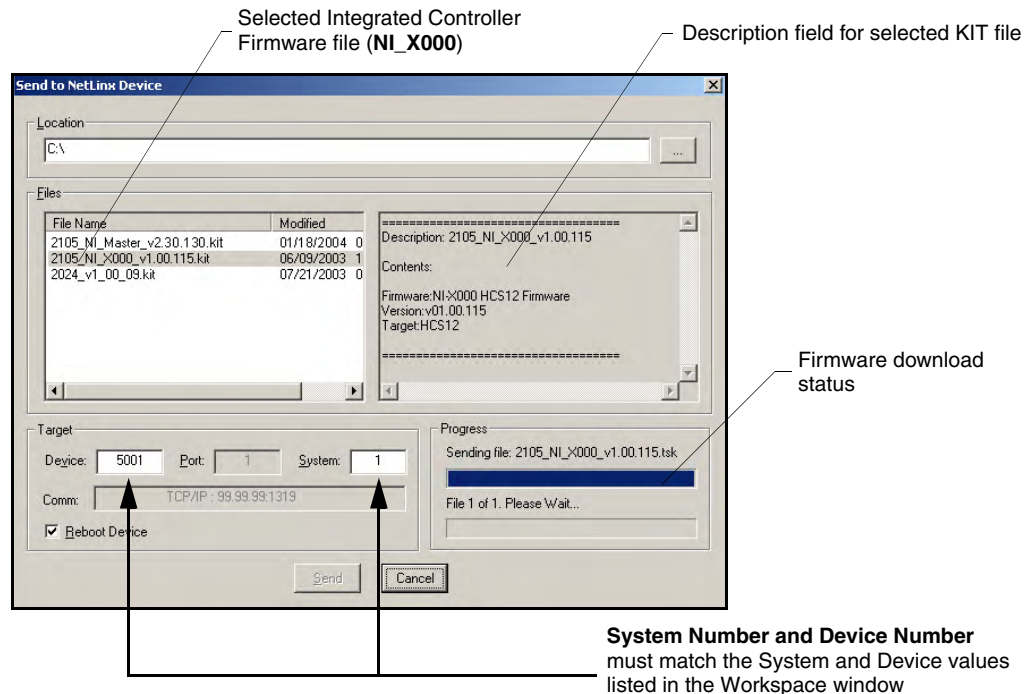 Selected Integrated Controller
Firmware file (NI_X000)
Description field for selected KIT file
Send to NetLinx Device
Location
C:\
...
Files
File Name Modified
2105_NI_Master_v2.30.130.kit 01/18/2004 0
2105_NI_X000_v1.00.115.kit 06/09/2003 1
2024_v1_00_09.kit 07/21/2003 0
===================================
Description: 2105_NI_X000_v1.00.115
Contents:
Firmware:NI-X000 HCS12 Firmware
Version:v01.00.115
Target:HCS12
===================================
Firmware download
status
Target
Device: 5001 Port: 1 System: 1
Comm: TCP/IP : 99.99.99:1319
Reboot Device
Progress
Sending file: 2105_NI_X000_v1.00.115.tsk
File 1 of 1. Please Wait...
Send Cancel
System Number and Device Number
must match the System and Device values
listed in the Workspace window